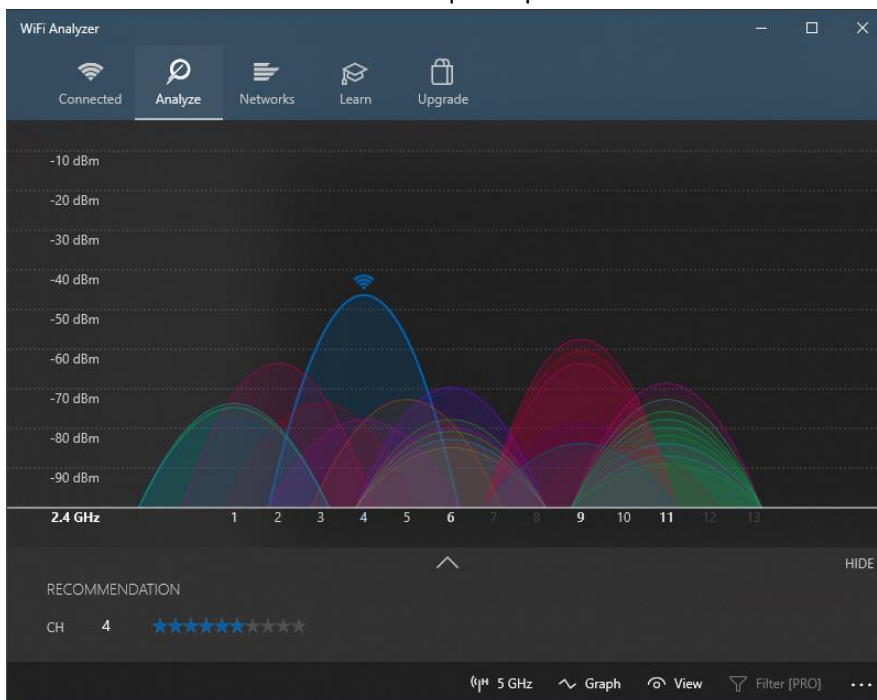 WiFi Analyzer
Connected Analyze Networks Learn Upgrade
-10 dBm
-20 dBm
-30 dBm
-40 dBm
-50 dBm
-60 dBm
-70 dBm
-80 dBm
-90 dBm
2.4 GHz 1 2 3 4 5 6 7 8 9 10 11 12 13
HIDE
RECOMMENDATION
CH 4
5 GHz Graph View Filter [PRO]